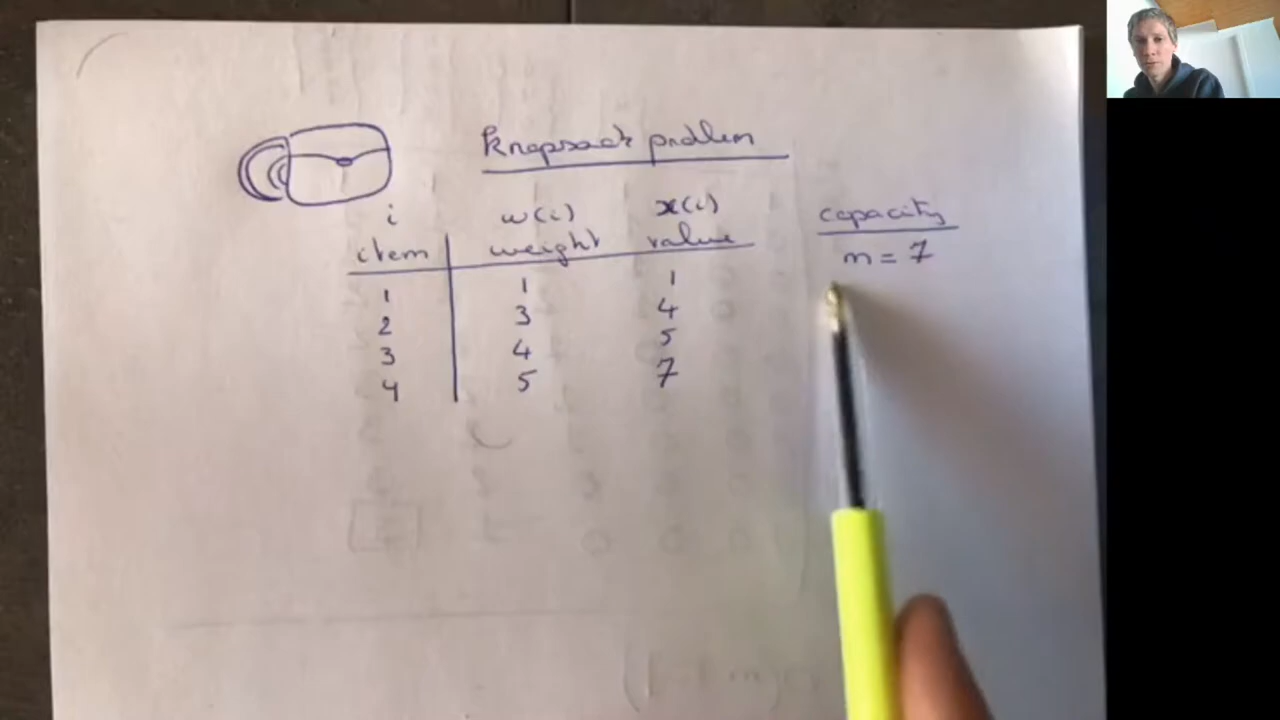 Knapsack problem
i w(i) x(i)
item weight value
capacity
m = 7
1 1 1
2 3 4
3 4 5
4 5 7